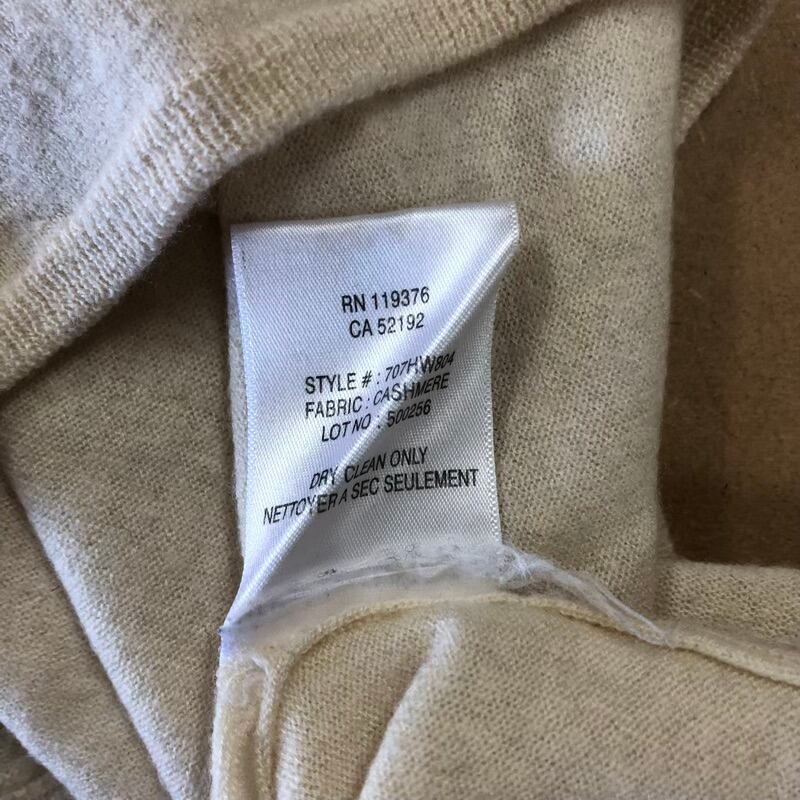 RN 119376
CA 52192
STYLE # : 707HW804
FABRIC : CASHMERE
LOT NO : 500256
DRY CLEAN ONLY
NETTOYER A SEC SEULEMENT